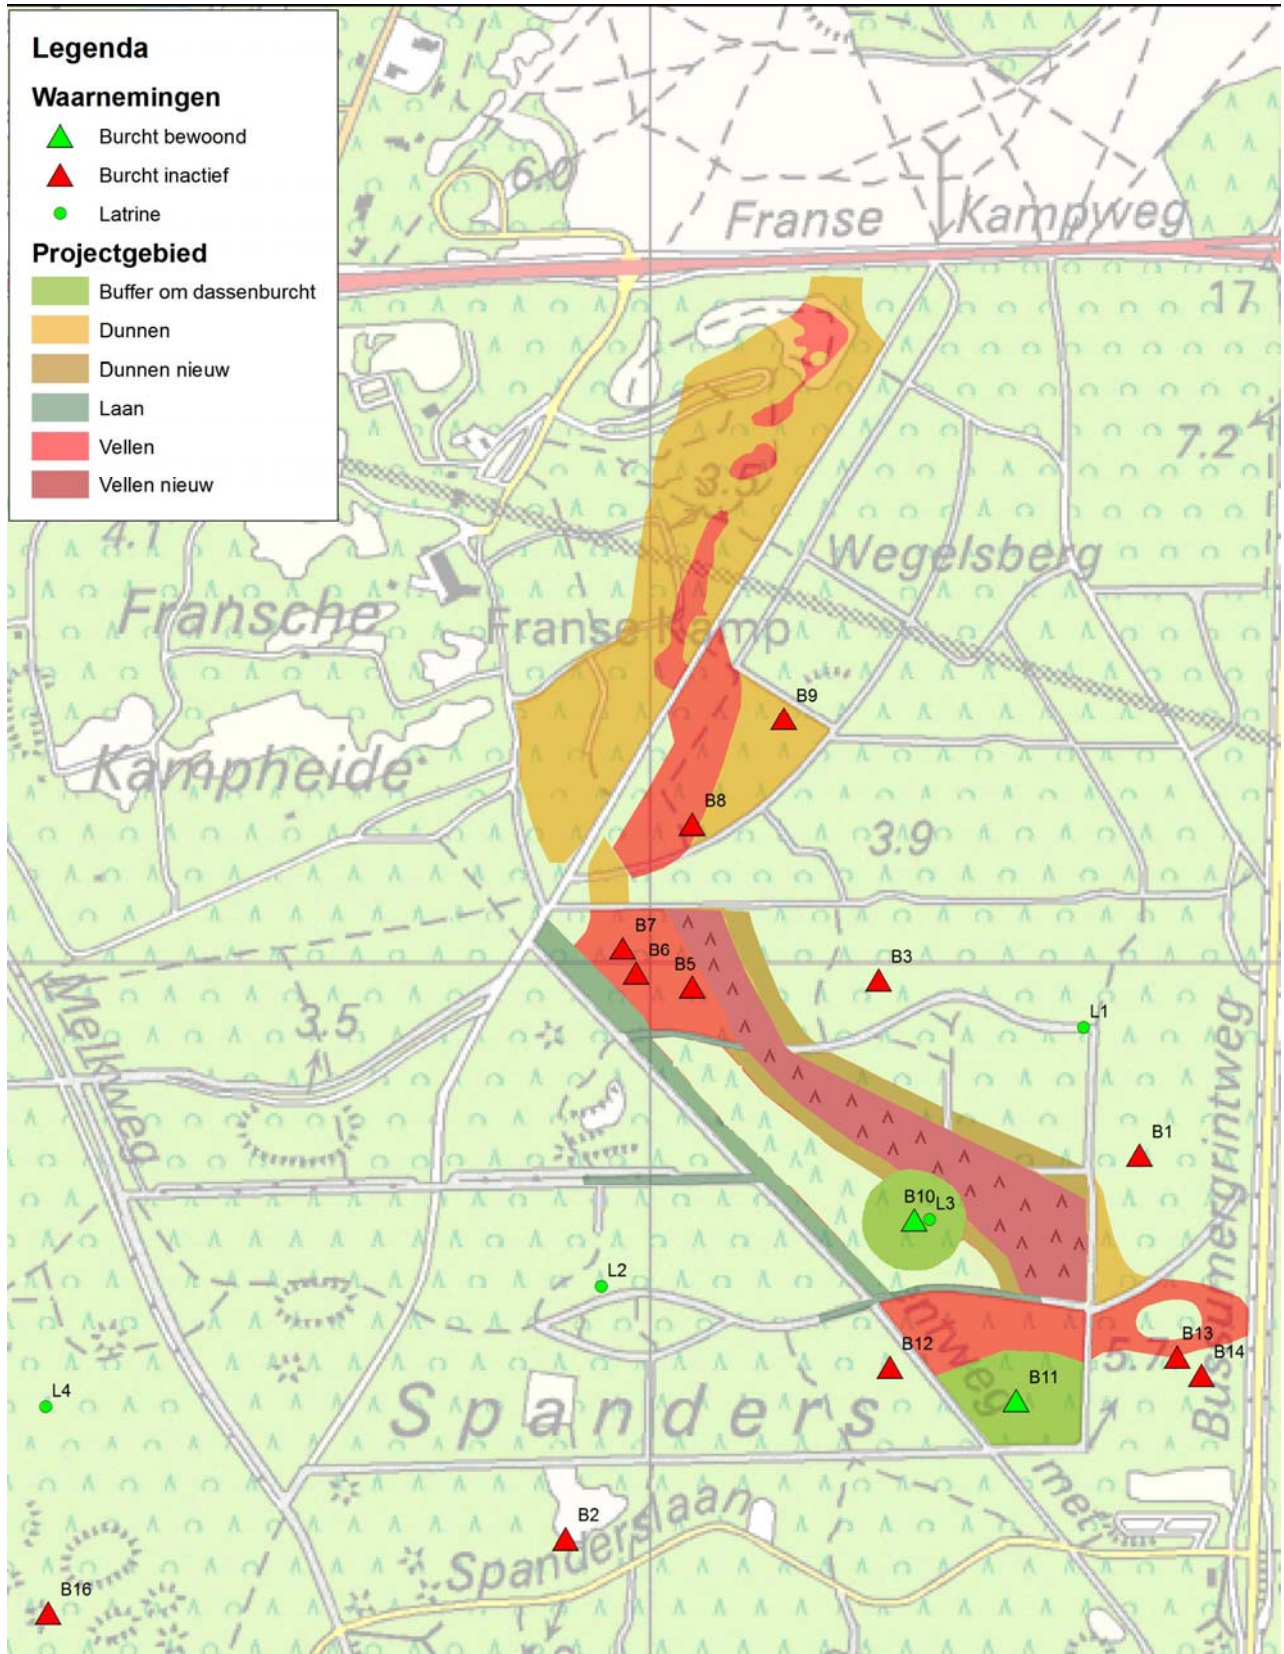 Legenda
Waarnemingen
Burcht bewoond
Burcht inactief
Latrine
Projectgebied
Buffer om dassenburcht
Dunnen
Dunnen nieuw
Laan
Vellen
Vellen nieuw
6.0
Franse Kampweg
17
7.2
3.5
4.1
Wegelsberg
Fransche
Franse Kamp
B9
Kampheide
B8
3.9
B7
B6
B5
B3
Melkweg
3.5
L1
B1
Bussumergrintweg
B10
L3
L2
ntweg
B12
B13
5.7
B14
B11
L4
Spanders
met
B2
Spanderslaan
B16